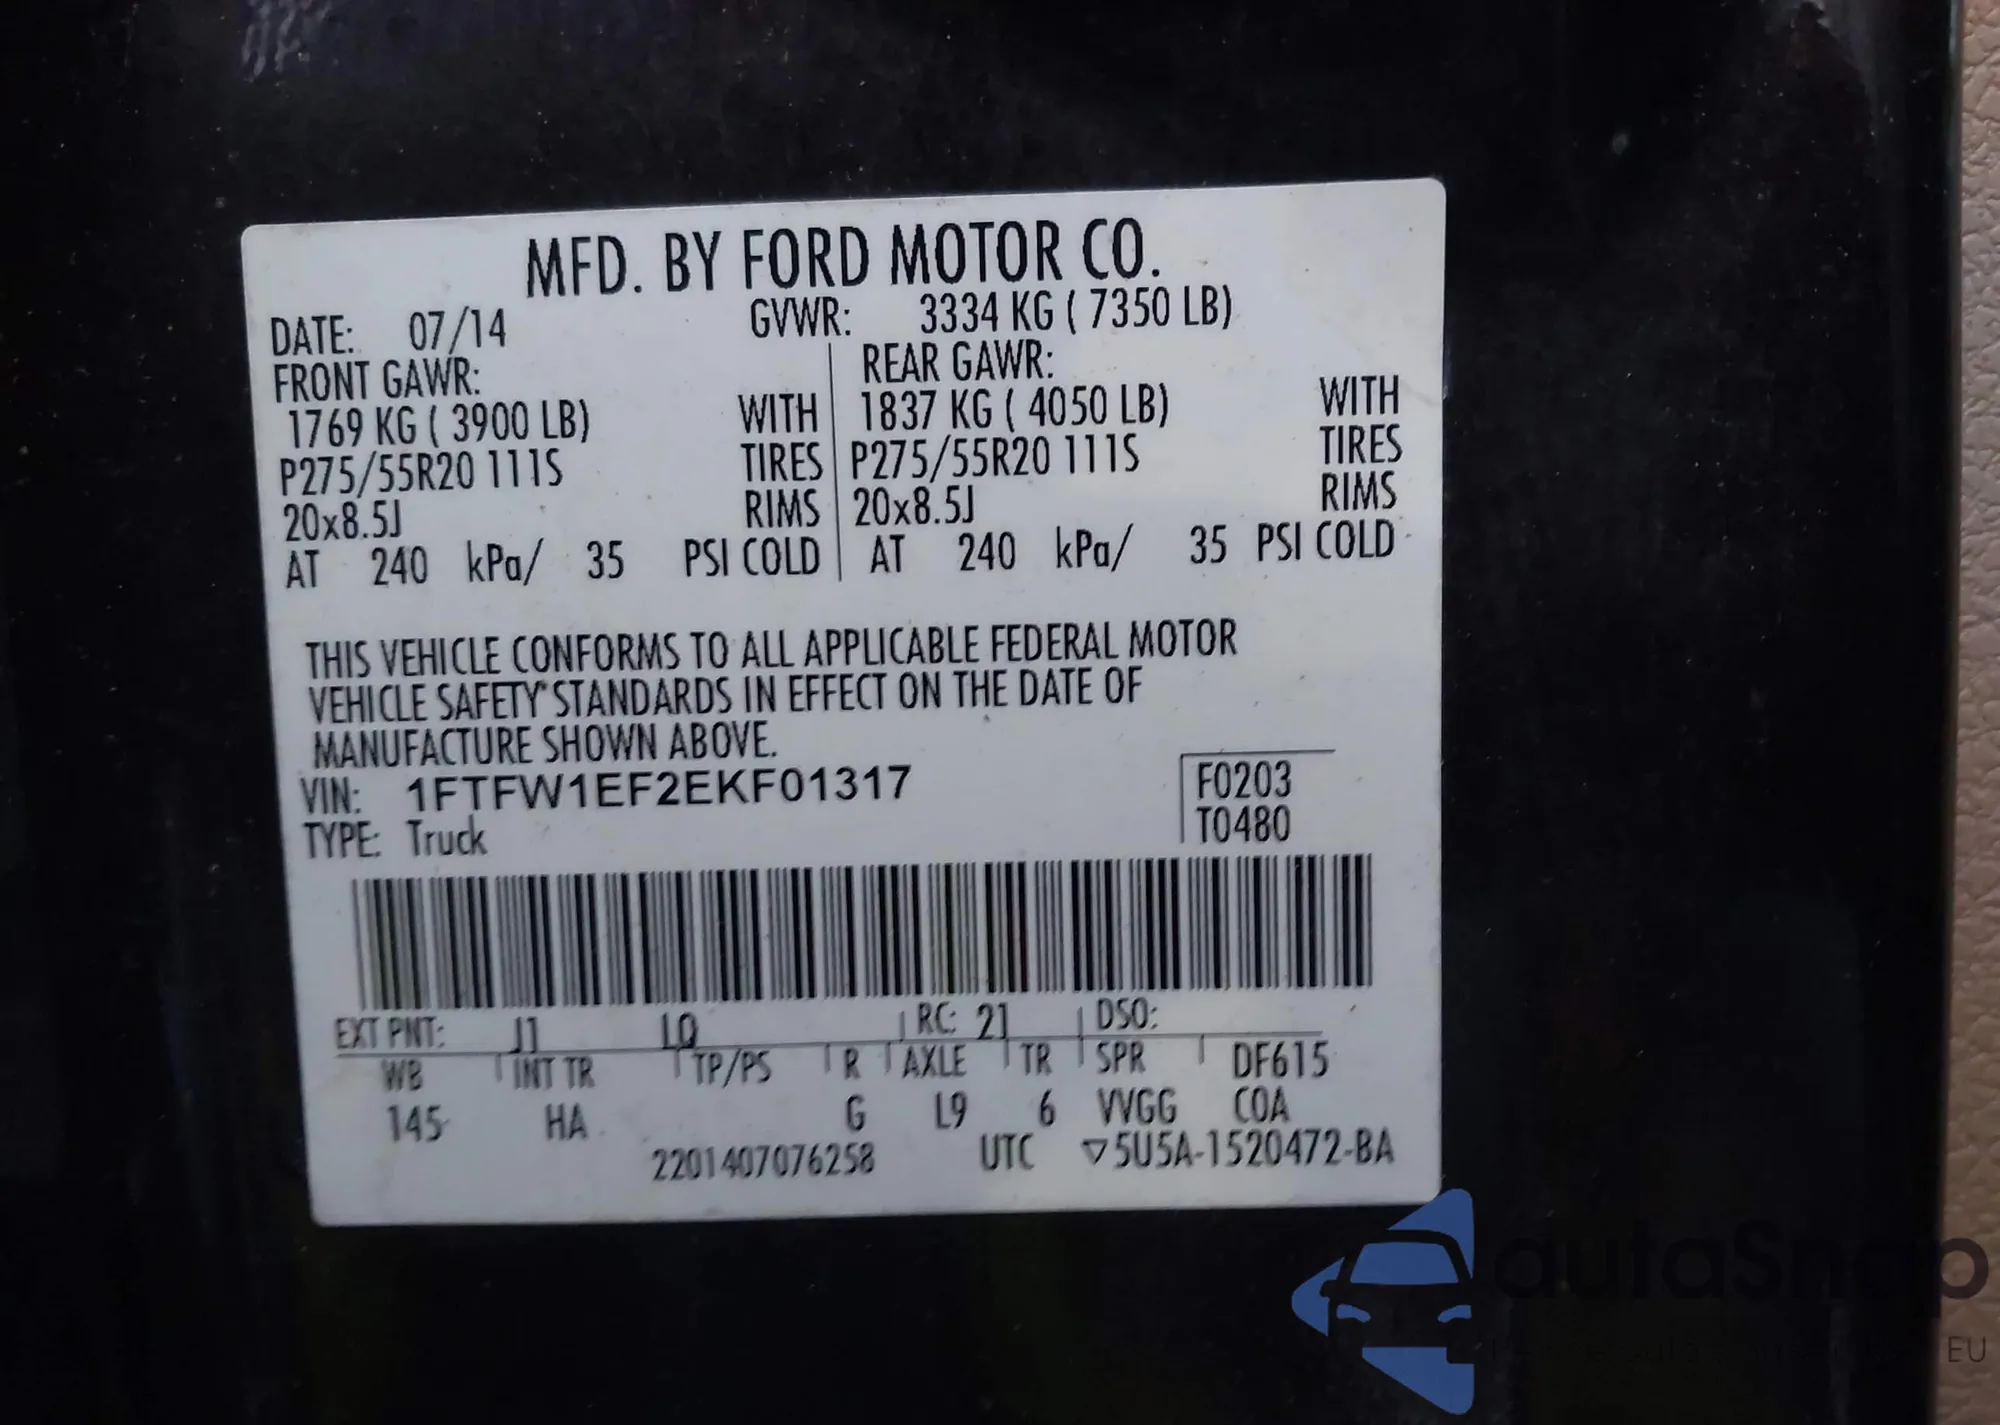 MFD. BY FORD MOTOR CO.
DATE: 07/14 GVWR: 3334 KG ( 7350 LB)
FRONT GAWR: REAR GAWR:
1769 KG ( 3900 LB) WITH 1837 KG ( 4050 LB) WITH
P275/55R20 111S TIRES P275/55R20 111S TIRES
20x8.5J RIMS 20x8.5J RIMS
AT 240 kPa/ 35 PSI COLD AT 240 kPa/ 35 PSI COLD
THIS VEHICLE CONFORMS TO ALL APPLICABLE FEDERAL MOTOR
VEHICLE SAFETY STANDARDS IN EFFECT ON THE DATE OF
MANUFACTURE SHOWN ABOVE.
VIN: 1FTFW1EF2EKF01317 F0203
TYPE: Truck T0480
EXT PNT: J1 LQ RC: 21 DSO:
WB INT TR TP/PS R AXLE TR SPR DF615
145 HA G L9 6 VVGG COA
2201407076258 UTC ▽5U5A-1520472-BA
autaSnap
EU